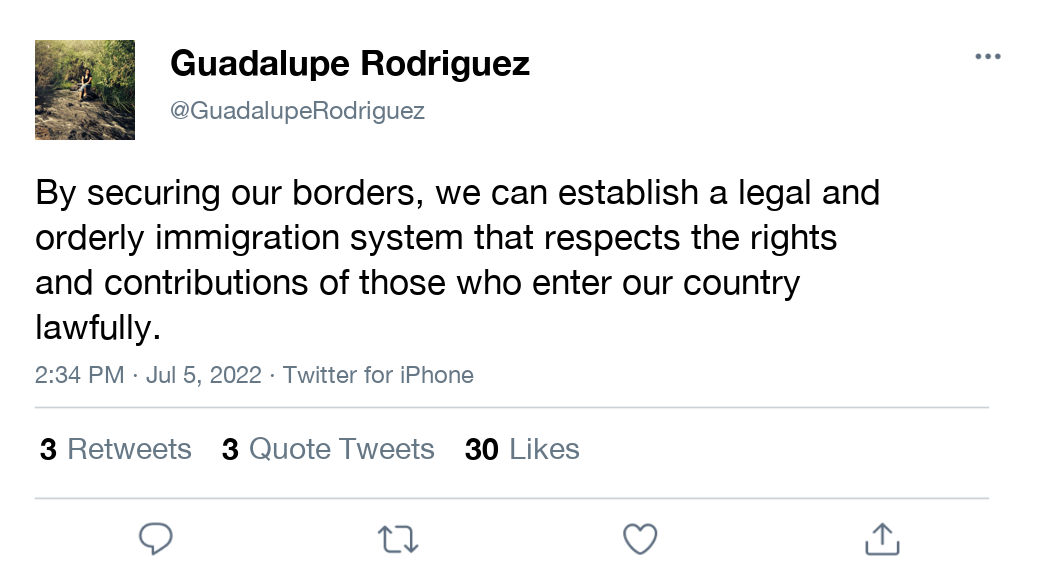 Guadalupe Rodriguez
@GuadalupeRodriguez
By securing our borders, we can establish a legal and
orderly immigration system that respects the rights
and contributions of those who enter our country
lawfully.
2:34 PM · Jul 5, 2022 · Twitter for iPhone
3 Retweets 3 Quote Tweets 30 Likes